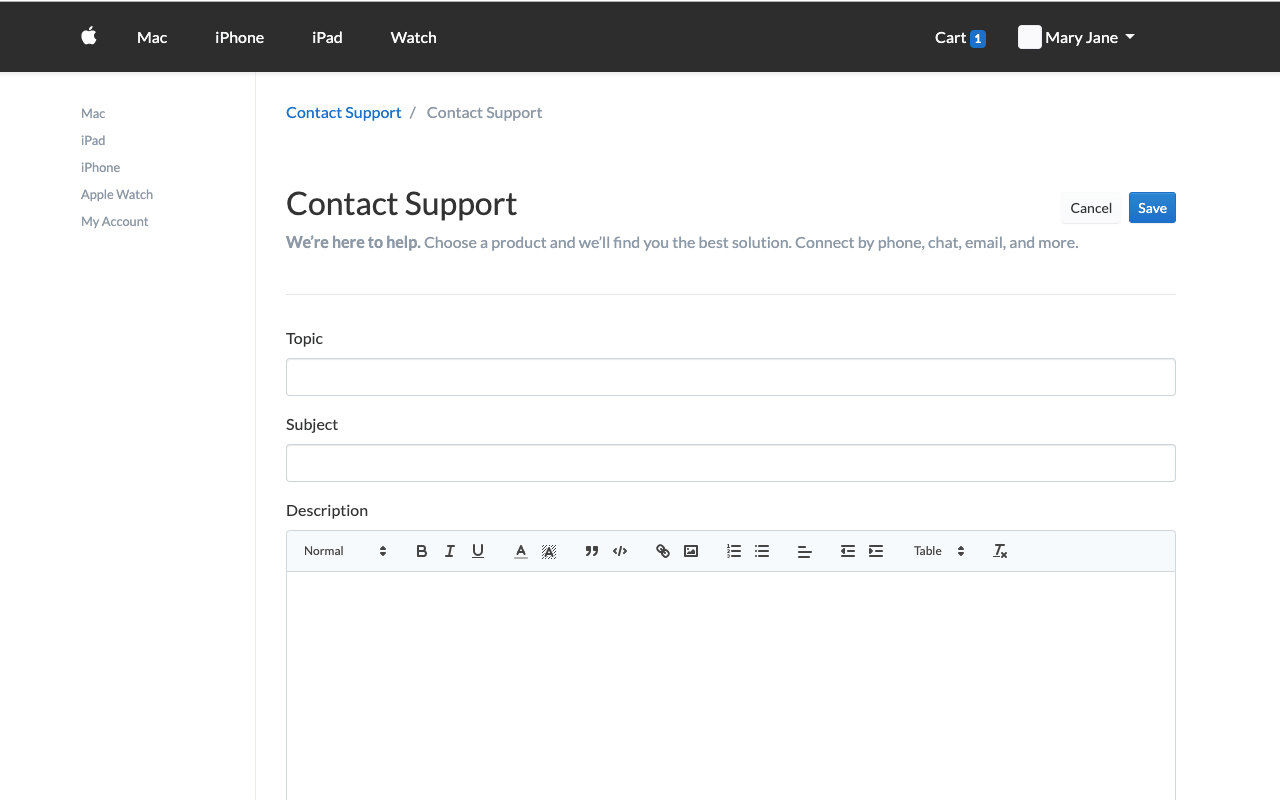 Mac iPhone iPad Watch Cart 1 Mary Jane
Mac
iPad
iPhone
Apple Watch
My Account
Contact Support / Contact Support
Contact Support
Cancel Save
We’re here to help. Choose a product and we’ll find you the best solution. Connect by phone, chat, email, and more.
Topic
Subject
Description
Normal Table